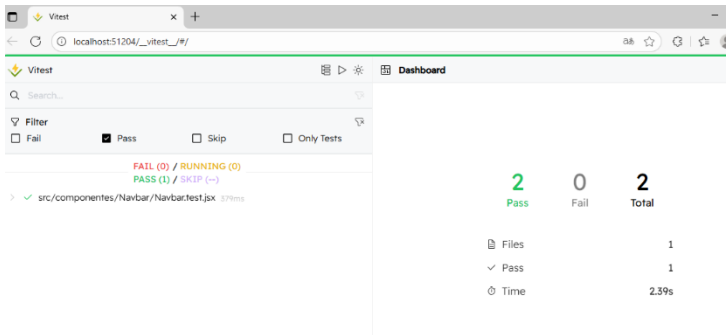 Vitest
localhost:51204/__vitest__/#/
Vitest
Search...
Filter
Fail Pass Skip Only Tests
FAIL (0) / RUNNING (0)
PASS (1) / SKIP (--)
src/componentes/Navbar/Navbar.test.jsx 379ms
Dashboard
2 0 2
Pass Fail Total
Files 1
Pass 1
Time 2.39s